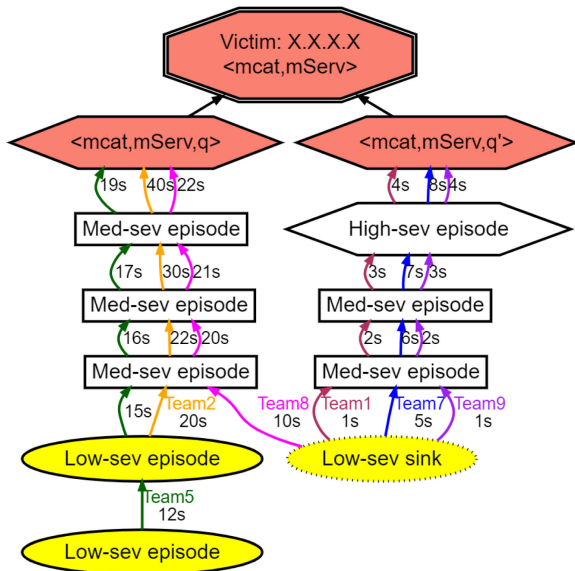 Victim: X.X.X.X
<mcat,mServ>
<mcat,mServ,q>
<mcat,mServ,q'>
19s
40s
22s
4s
8s
4s
Med-sev episode
High-sev episode
17s
30s
21s
3s
7s
3s
Med-sev episode
Med-sev episode
16s
22s
20s
2s
6s
2s
Med-sev episode
Med-sev episode
15s
Team2
20s
Team8
10s
Team1
1s
Team7
5s
Team9
1s
Low-sev episode
Low-sev sink
Team5
12s
Low-sev episode